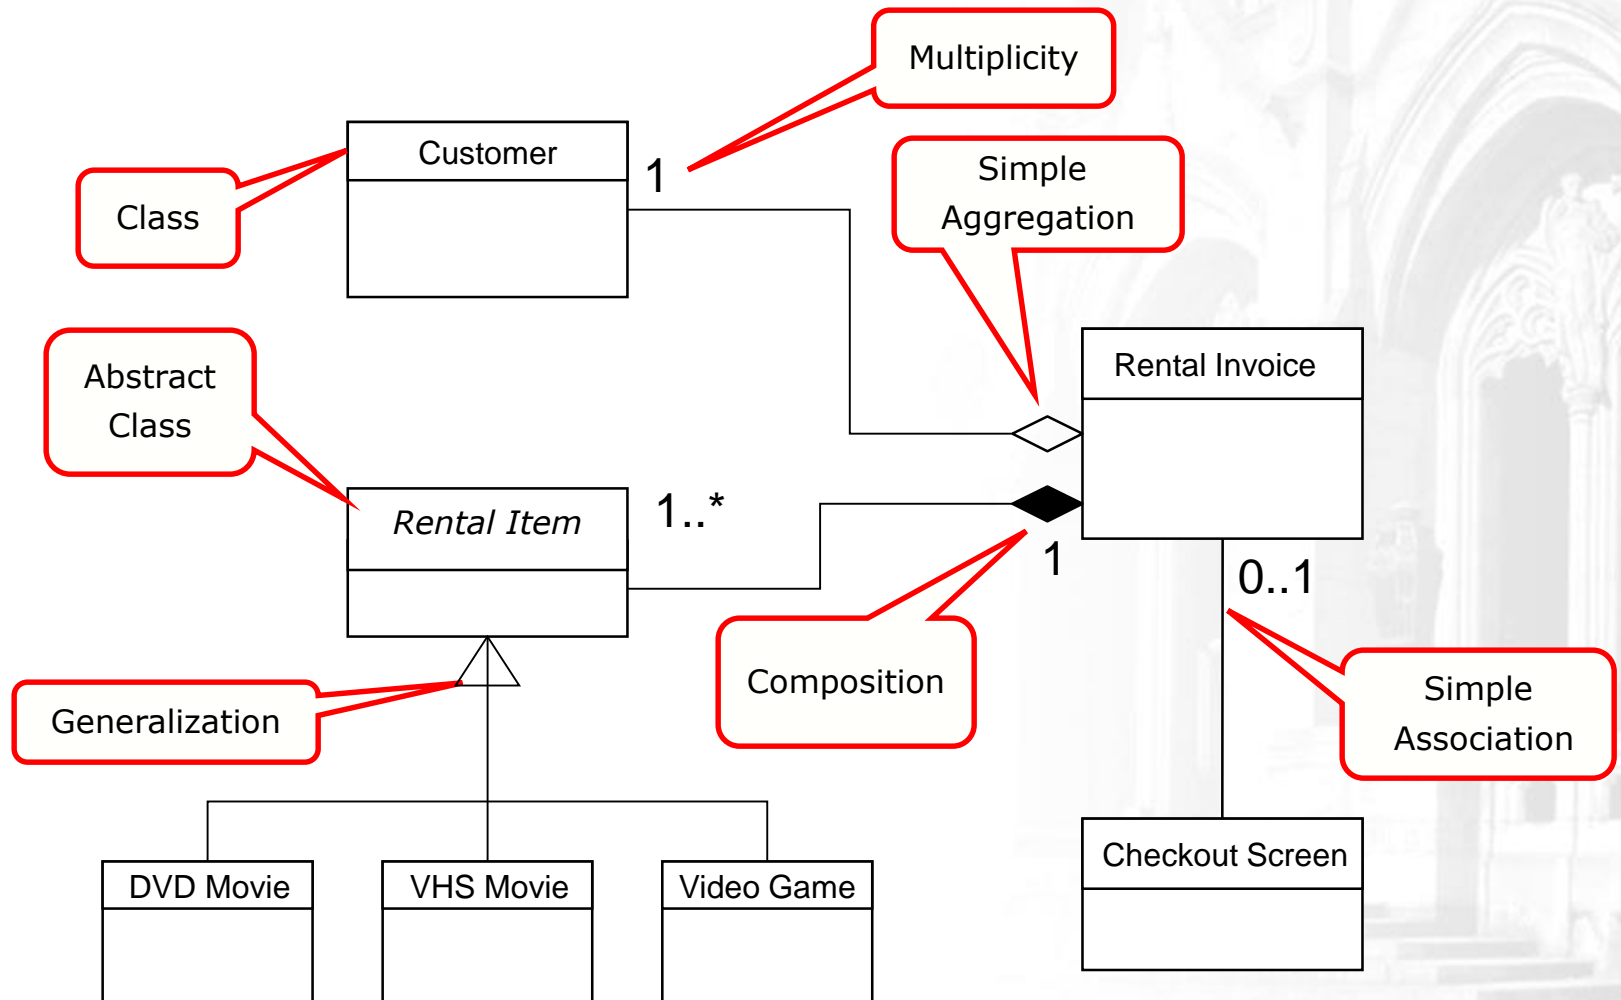 Multiplicity
Customer
1
Class
Simple
Aggregation
Abstract
Class
Rental Invoice
Rental Item
1..*
1
0..1
Composition
Generalization
Simple
Association
Checkout Screen
DVD Movie
VHS Movie
Video Game